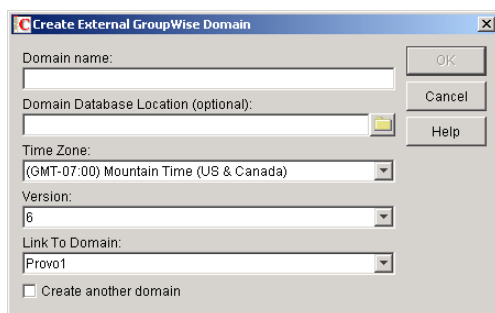 Create External GroupWise Domain
Domain name:
OK
Domain Database Location (optional):
Cancel
Help
Time Zone:
(GMT-07:00) Mountain Time (US & Canada)
Version:
6
Link To Domain:
Provo1
Create another domain